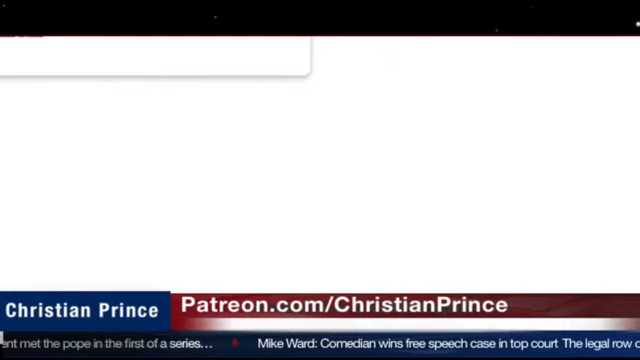 Christian Prince
Patreon.com/ChristianPrince
ent met the pope in the first of a series... Mike Ward: Comedian wins free speech case in top court The legal row